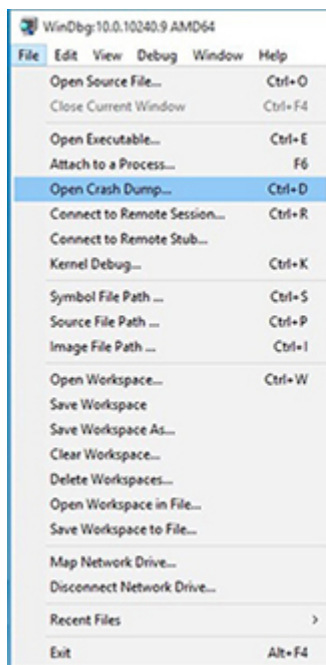 WinDbg:10.0.10240.9 AMD64
File Edit View Debug Window Help
Open Source File... Ctrl+O
Close Current Window Ctrl+F4
Open Executable... Ctrl+E
Attach to a Process... F6
Open Crash Dump... Ctrl+D
Connect to Remote Session... Ctrl+R
Connect to Remote Stub...
Kernel Debug... Ctrl+K
Symbol File Path ... Ctrl+S
Source File Path ... Ctrl+P
Image File Path ... Ctrl+I
Open Workspace... Ctrl+W
Save Workspace
Save Workspace As...
Clear Workspace...
Delete Workspaces...
Open Workspace in File...
Save Workspace to File...
Map Network Drive...
Disconnect Network Drive...
Recent Files >
Exit Alt+F4